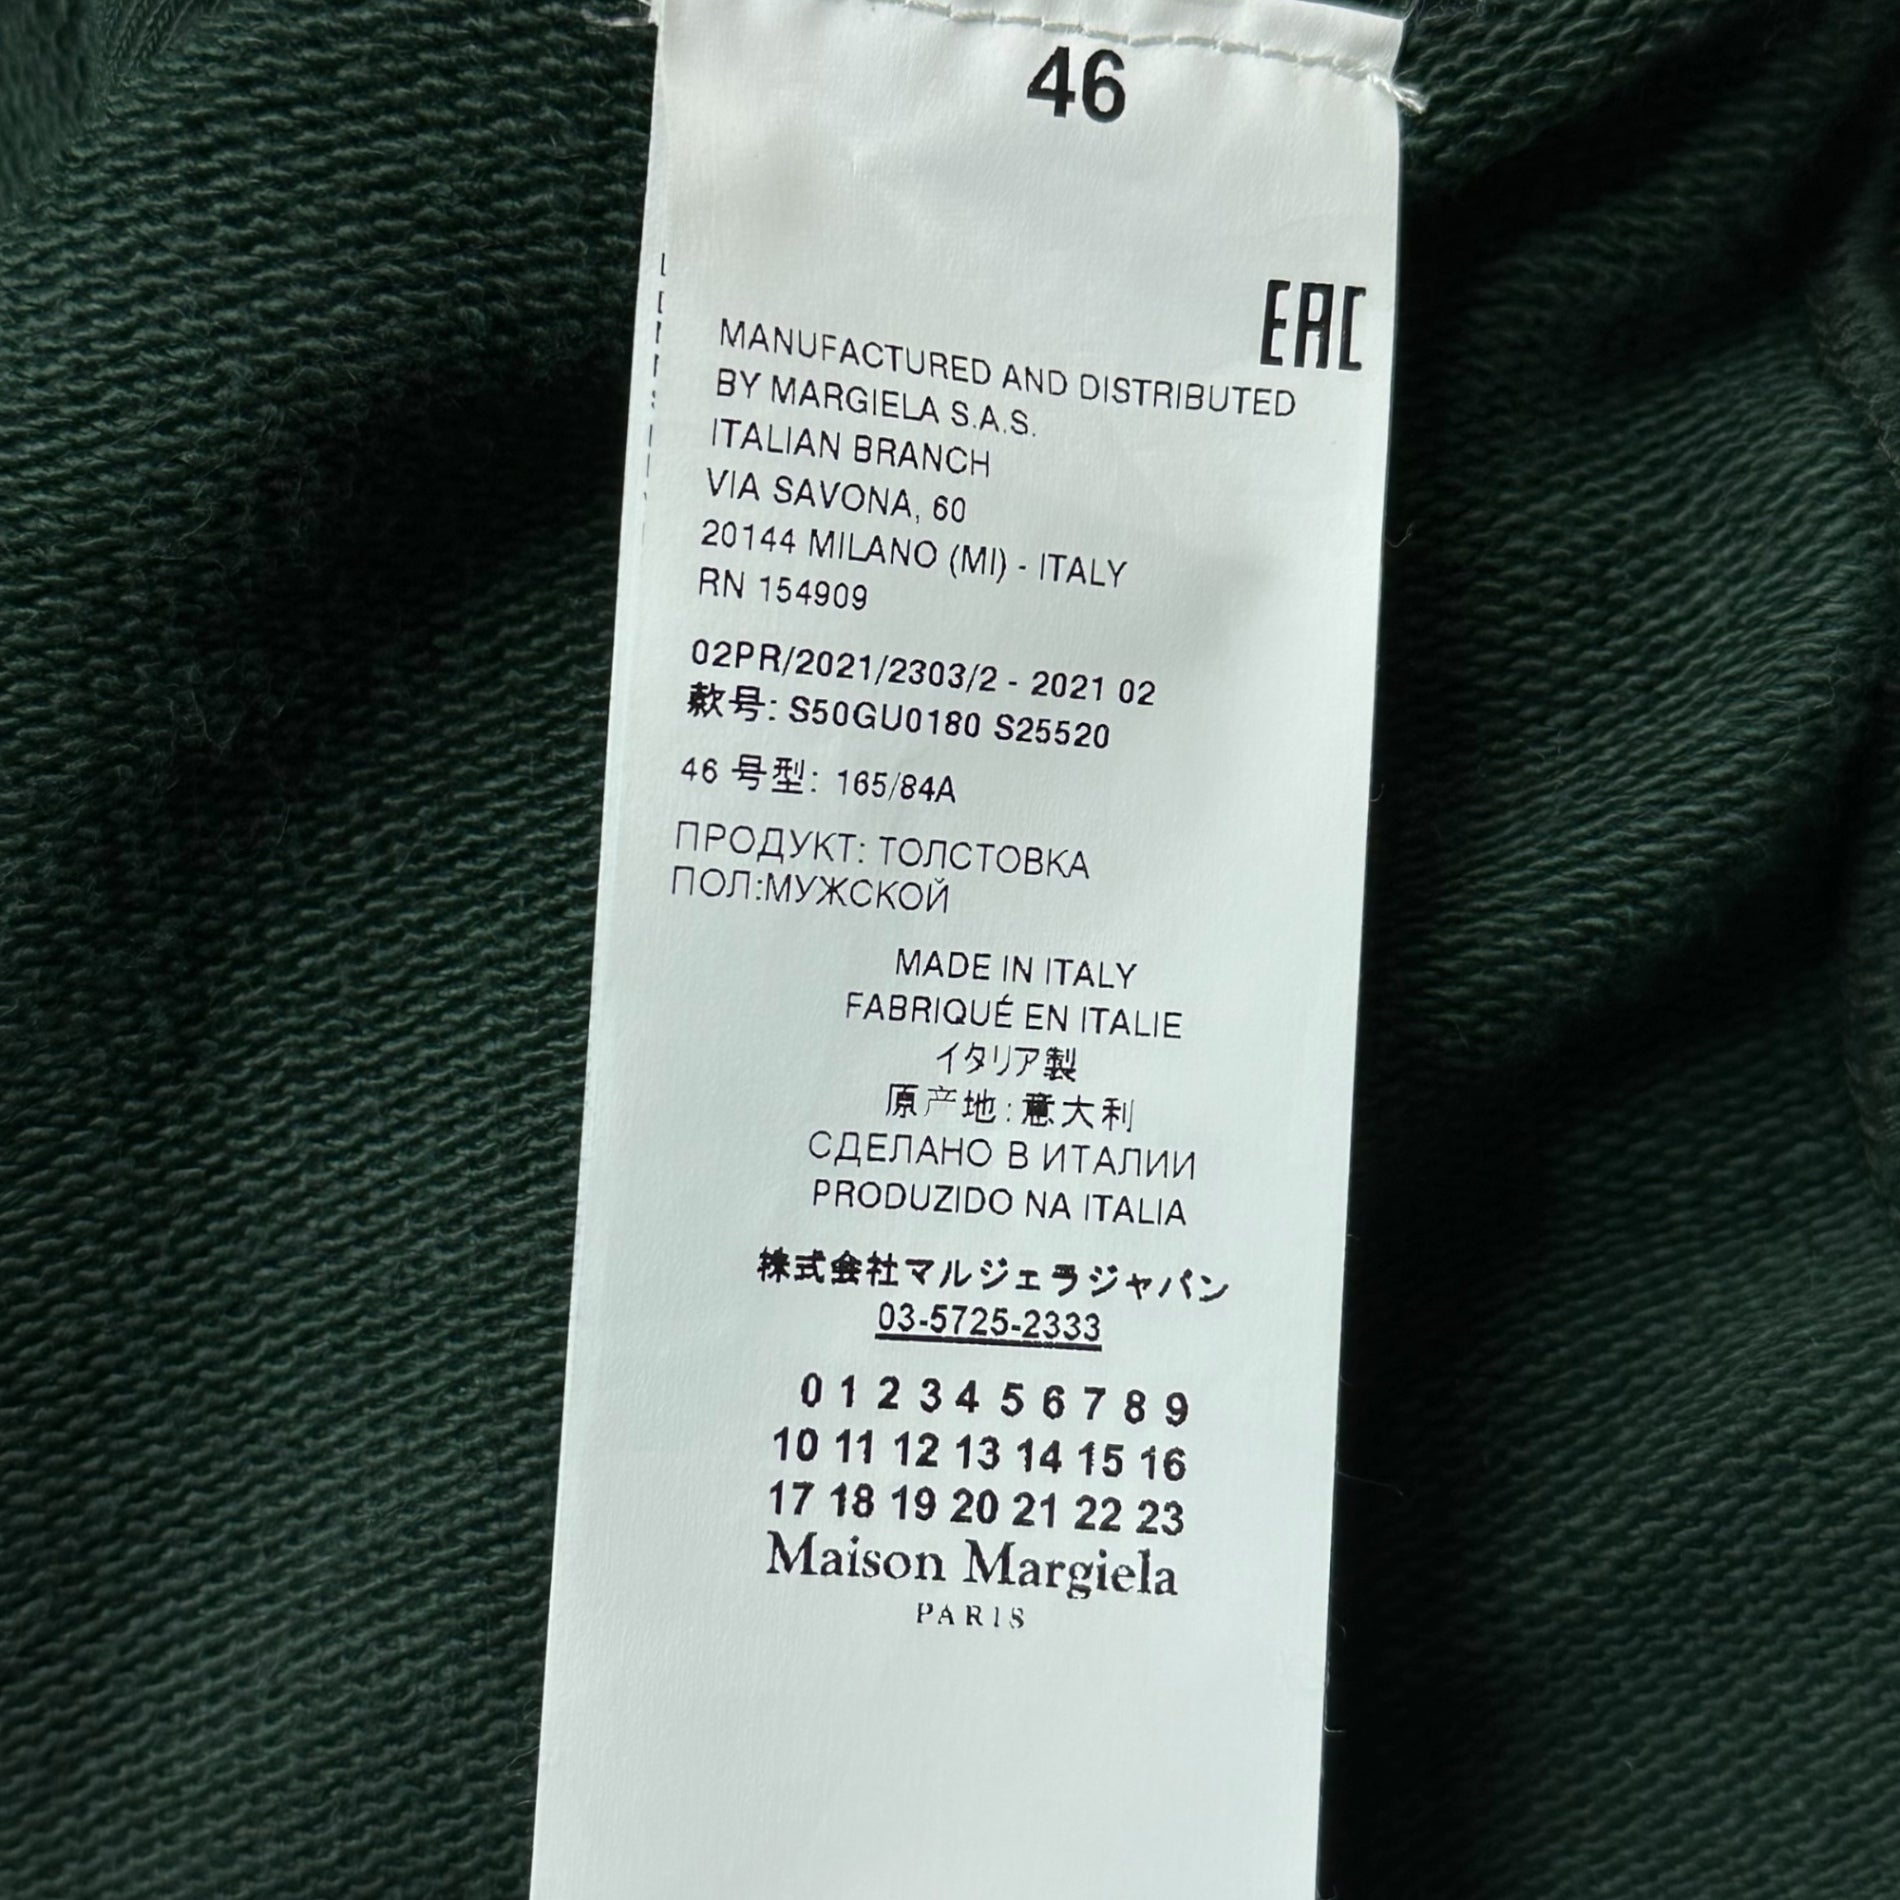 46
EAC
MANUFACTURED AND DISTRIBUTED
BY MARGIELA S.A.S.
ITALIAN BRANCH
VIA SAVONA, 60
20144 MILANO (MI) - ITALY
RN 154909
02PR/2021/2303/2 - 2021 02
款号: S50GU0180 S25520
46 号型: 165/84A
ПРОДУКТ: ТОЛСТОВКА
ПОЛ:МУЖСКОЙ
MADE IN ITALY
FABRIQUÉ EN ITALIE
イタリア製
原产地: 意大利
СДЕЛАНО В ИТАЛИИ
PRODUZIDO NA ITALIA
株式会社マルジェラジャパン
03-5725-2333
0 1 2 3 4 5 6 7 8 9
10 11 12 13 14 15 16
17 18 19 20 21 22 23
Maison Margiela
PARIS